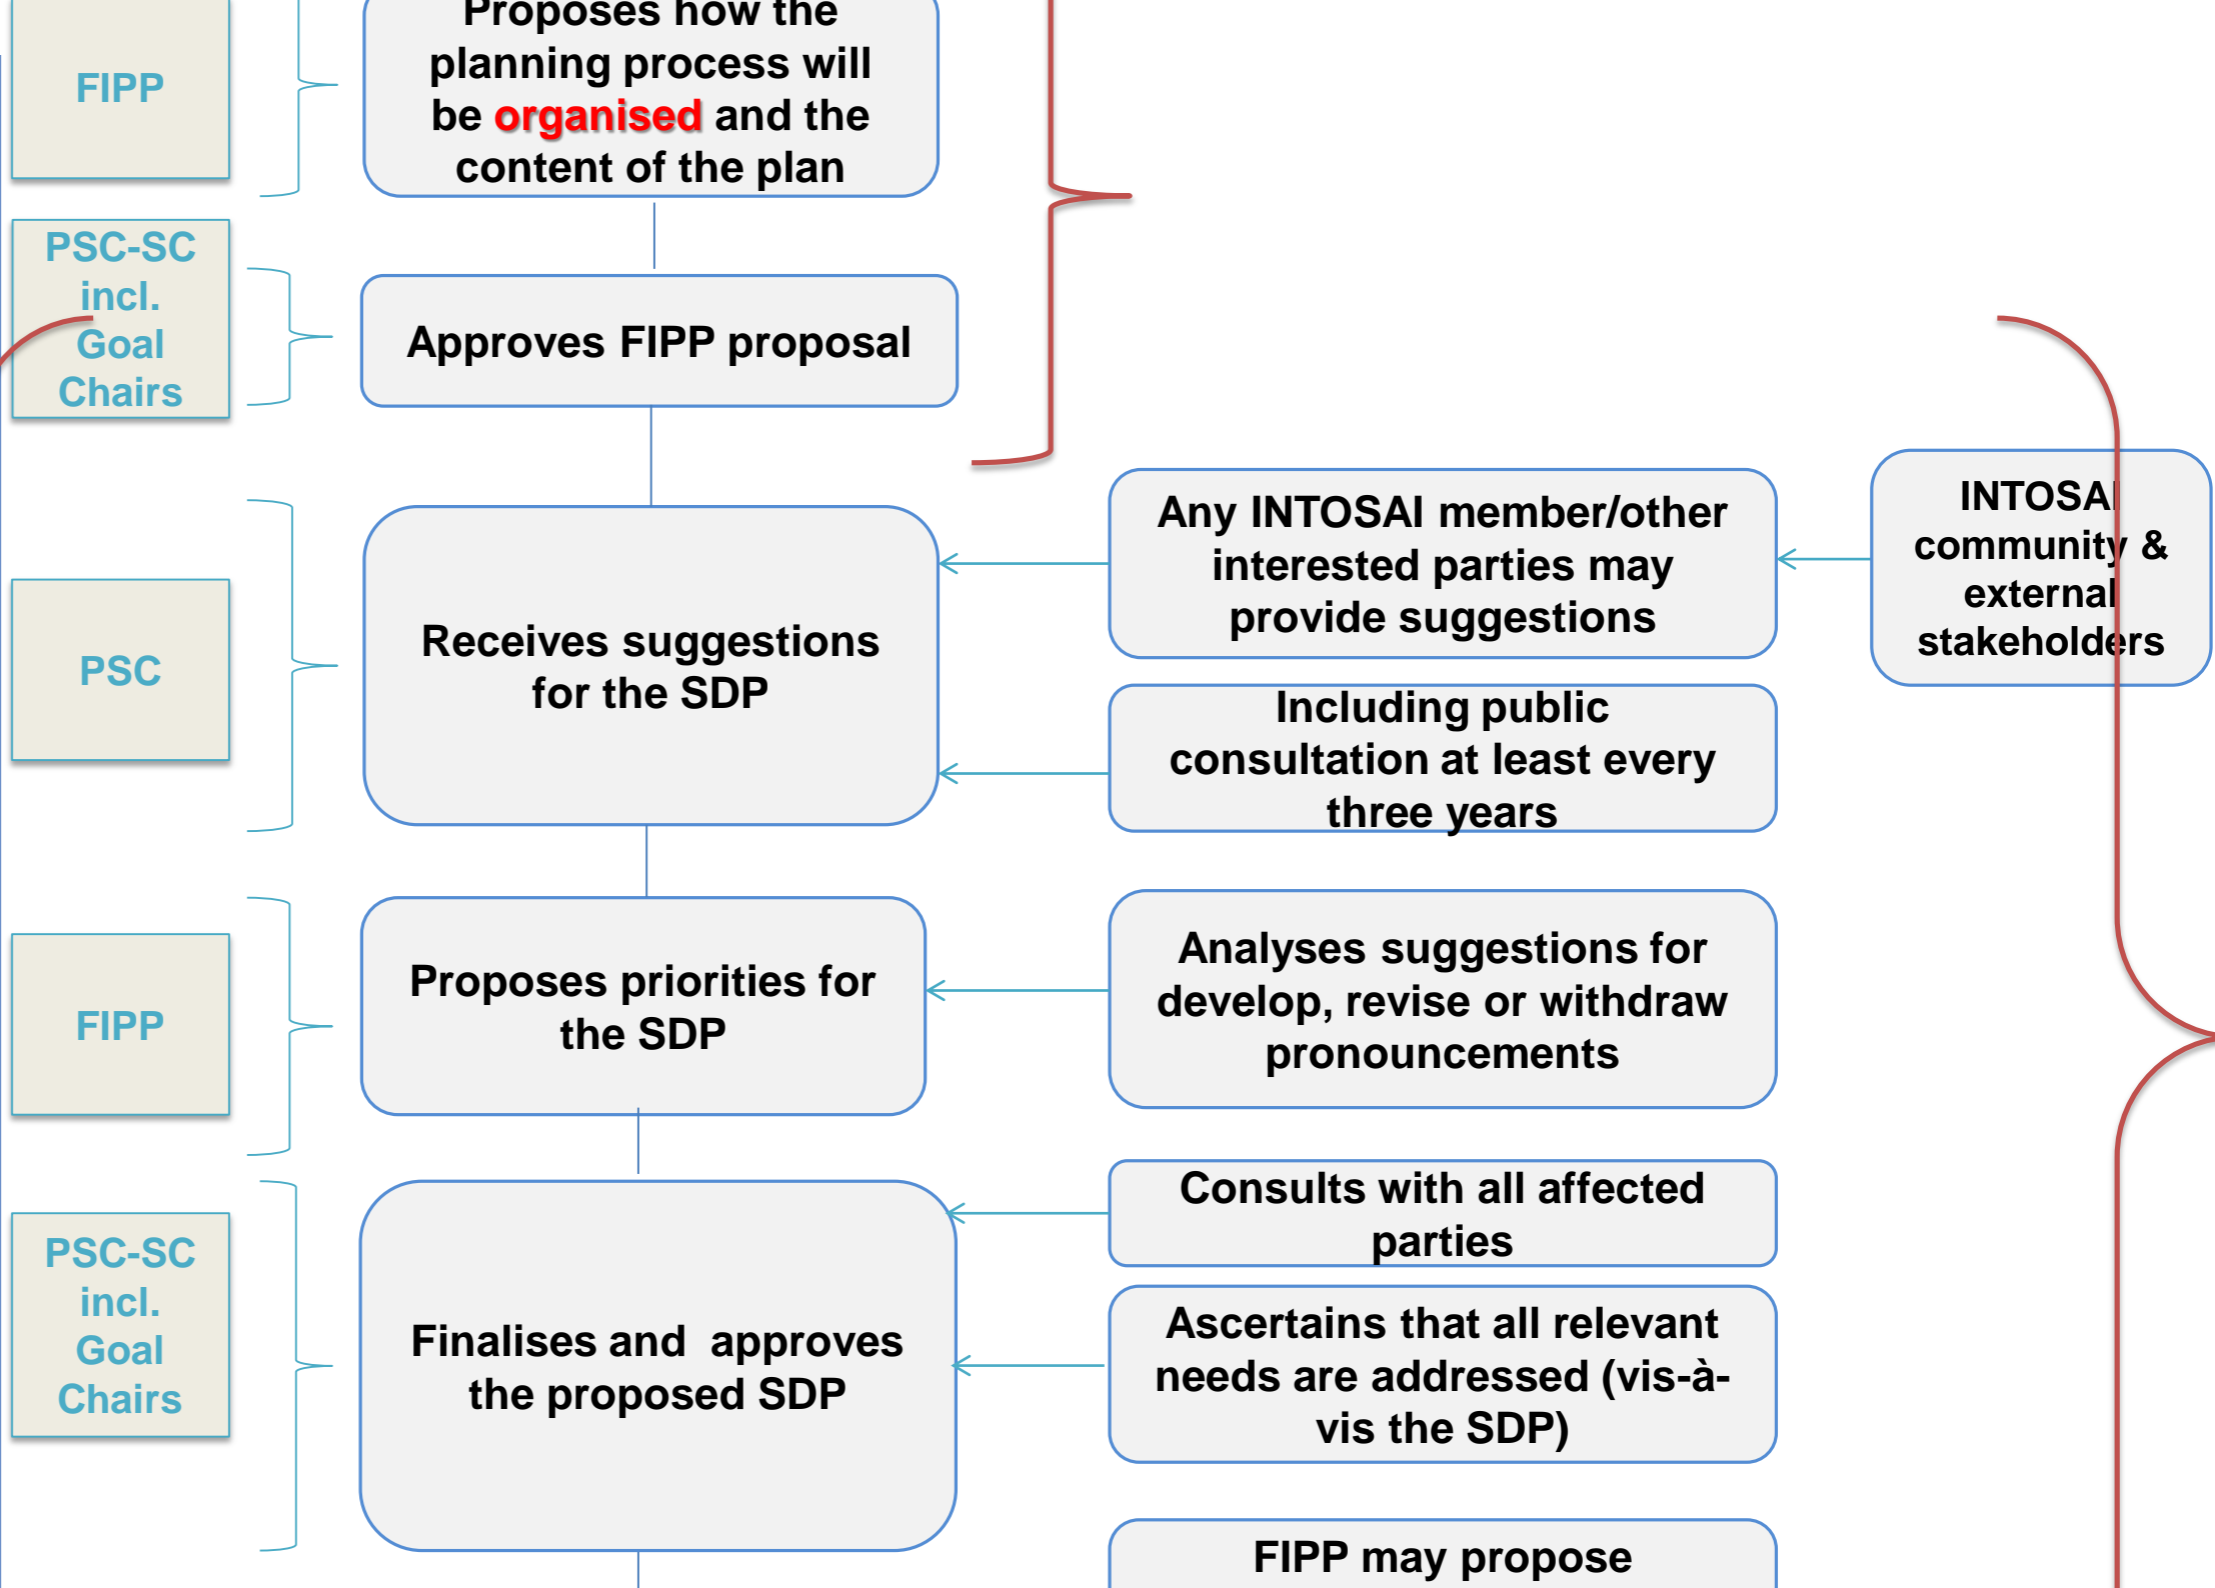 FIPP
Proposes how the
planning process will
be organised and the
content of the plan
PSC-SC
incl.
Goal
Chairs
Approves FIPP proposal
PSC
Receives suggestions
for the SDP
Any INTOSAI member/other
interested parties may
provide suggestions
INTOSAI
community &
external
stakeholders
Including public
consultation at least every
three years
FIPP
Proposes priorities for
the SDP
Analyses suggestions for
develop, revise or withdraw
pronouncements
PSC-SC
incl.
Goal
Chairs
Finalises and  approves
the proposed SDP
Consults with all affected
parties
Ascertains that all relevant
needs are addressed (vis-à-
vis the SDP)
FIPP may propose